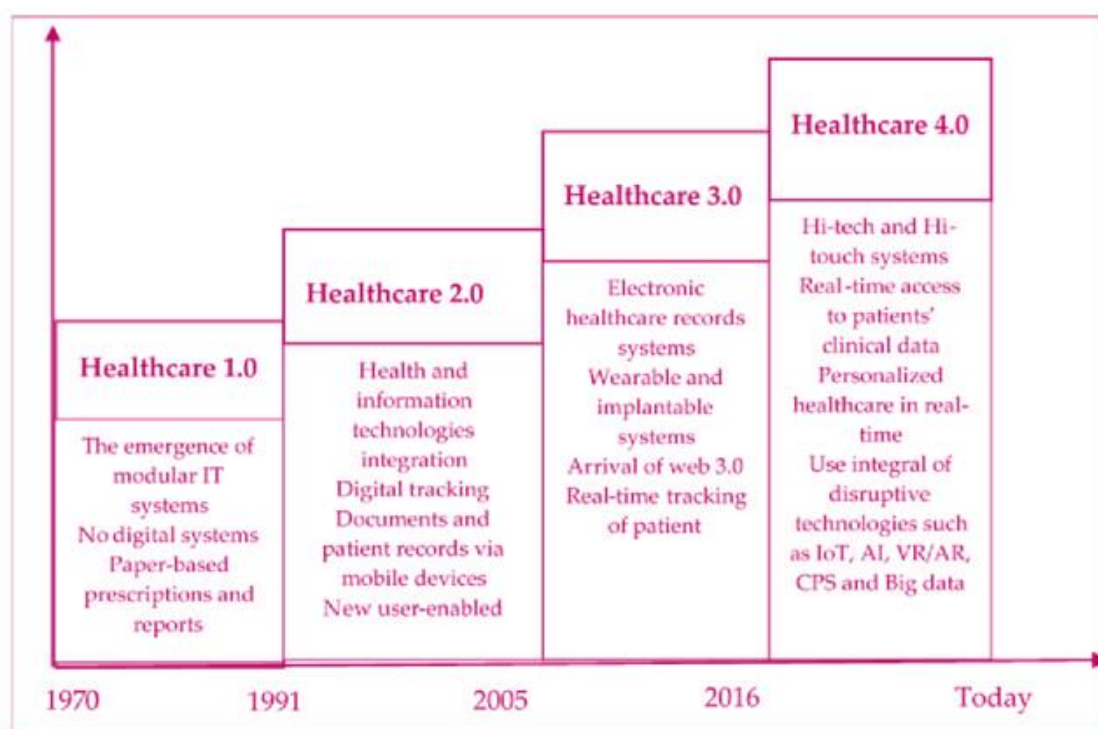 Healthcare 1.0
The emergence of
modular IT
systems
No digital systems
Paper-based
prescriptions and
reports
Healthcare 2.0
Health and
information
technologies
integration
Digital tracking
Documents and
patient records via
mobile devices
New user-enabled
Healthcare 3.0
Electronic
healthcare records
systems
Wearable and
implantable
systems
Arrival of web 3.0
Real-time tracking
of patient
Healthcare 4.0
Hi-tech and Hi-
touch systems
Real-time access
to patients'
clinical data
Personalized
healthcare in real-
time
Use integral of
disruptive
technologies such
as IoT, AI, VR/AR,
CPS and Big data
1970
1991
2005
2016
Today